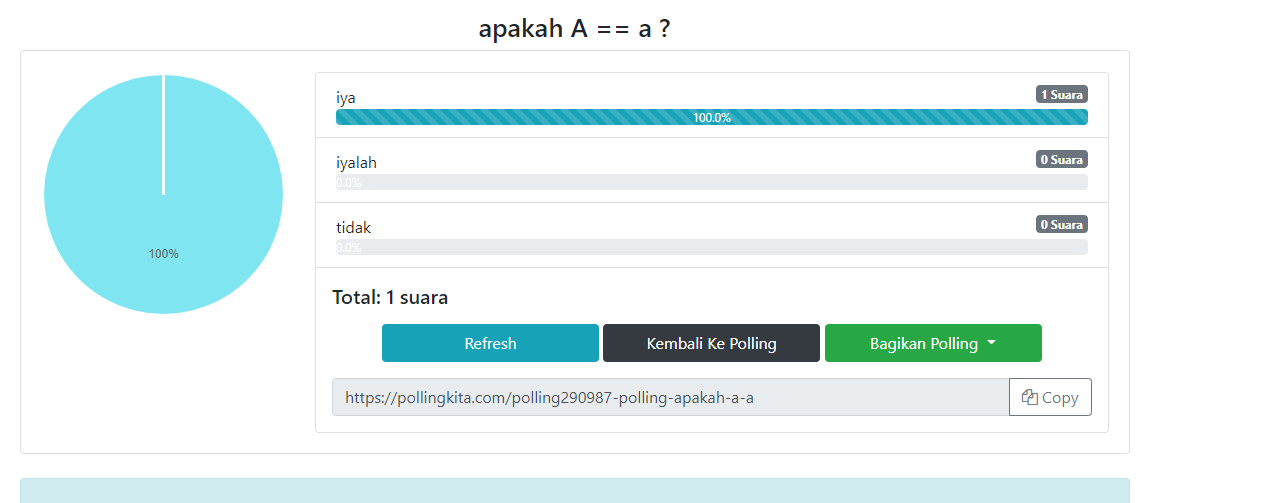 apakah A == a ?
100%
iya
1 Suara
100.0%
iyalah
0 Suara
0.0%
tidak
0 Suara
0.0%
Total: 1 suara
Refresh Kembali Ke Polling Bagikan Polling
https://pollingkita.com/polling290987-polling-apakah-a-a Copy